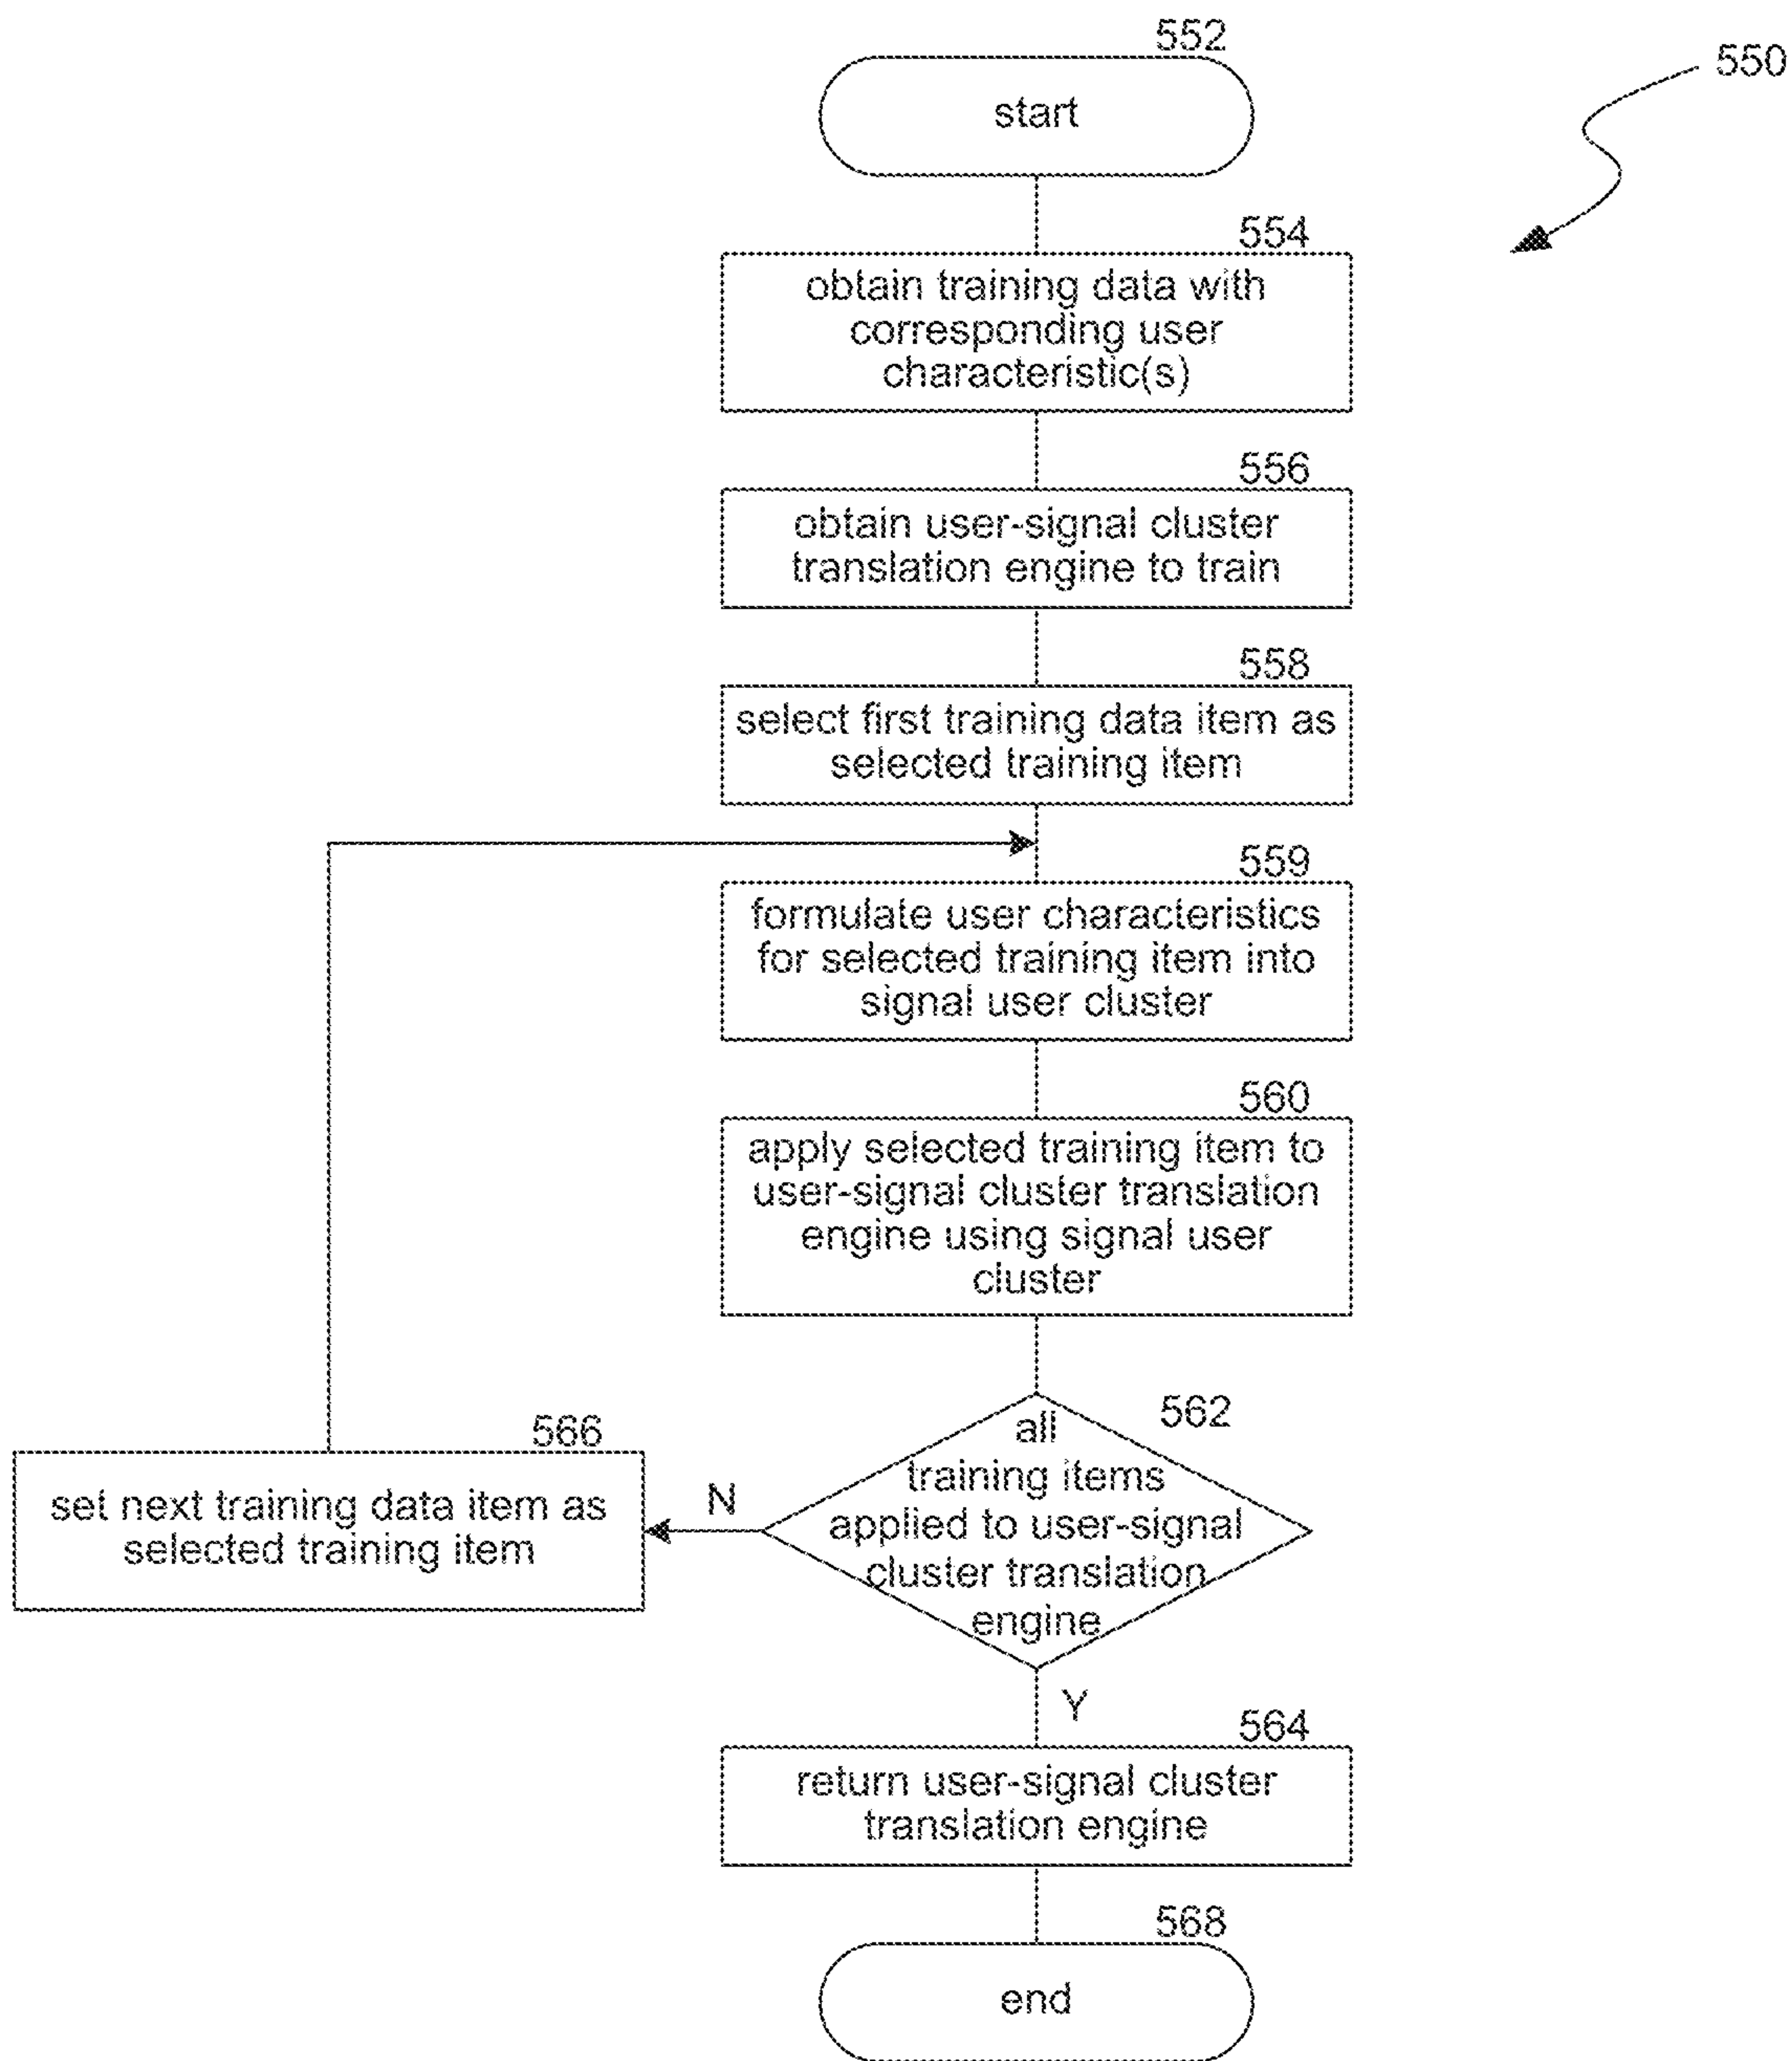 552
550
start
554
obtain training data with
corresponding user
characteristic(s)
556
obtain user-signal cluster
translation engine to train
558
select first training data item as
selected training item
559
formulate user characteristics
for selected training item into
signal user cluster
560
apply selected training item to
user-signal cluster translation
engine using signal user
cluster
562
all
training items
applied to user-signal
cluster translation
engine
N
566
set next training data item as
selected training item
Y
564
return user-signal cluster
translation engine
568
end